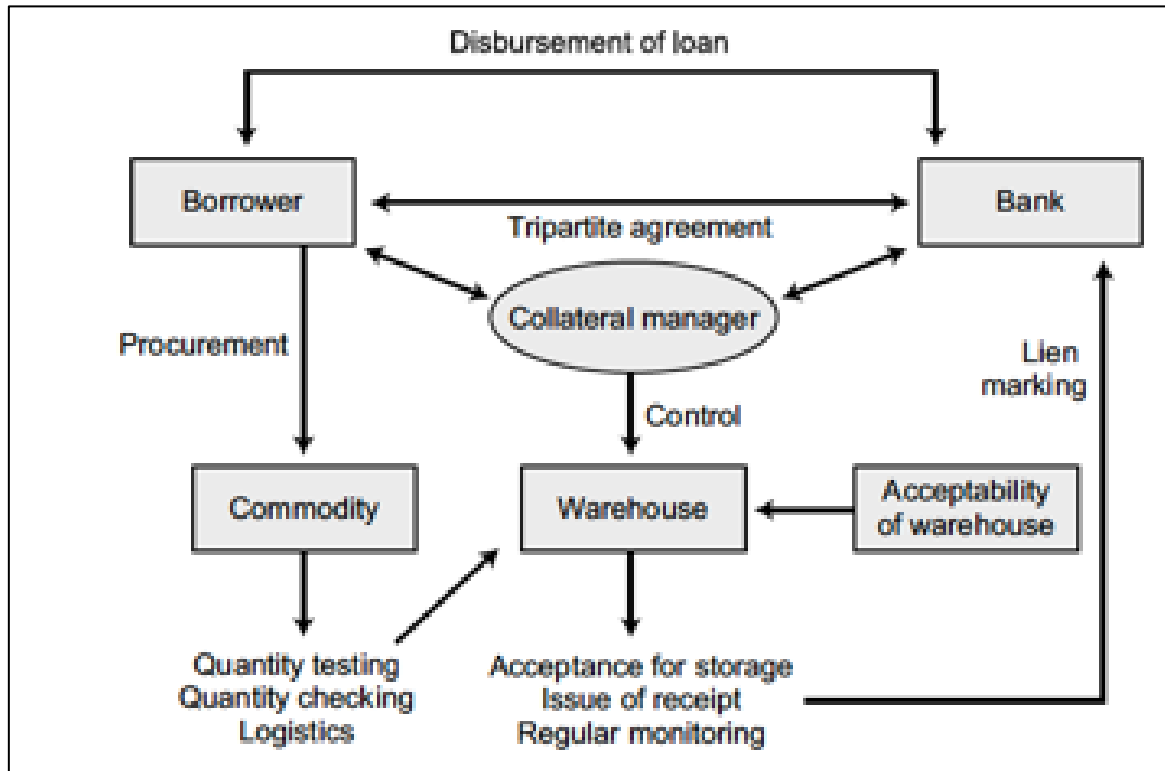 Disbursement of loan
Borrower
Bank
Tripartite agreement
Collateral manager
Procurement
Lien
marking
Control
Commodity
Warehouse
Acceptability
of warehouse
Quantity testing
Quantity checking
Logistics
Acceptance for storage
Issue of receipt
Regular monitoring